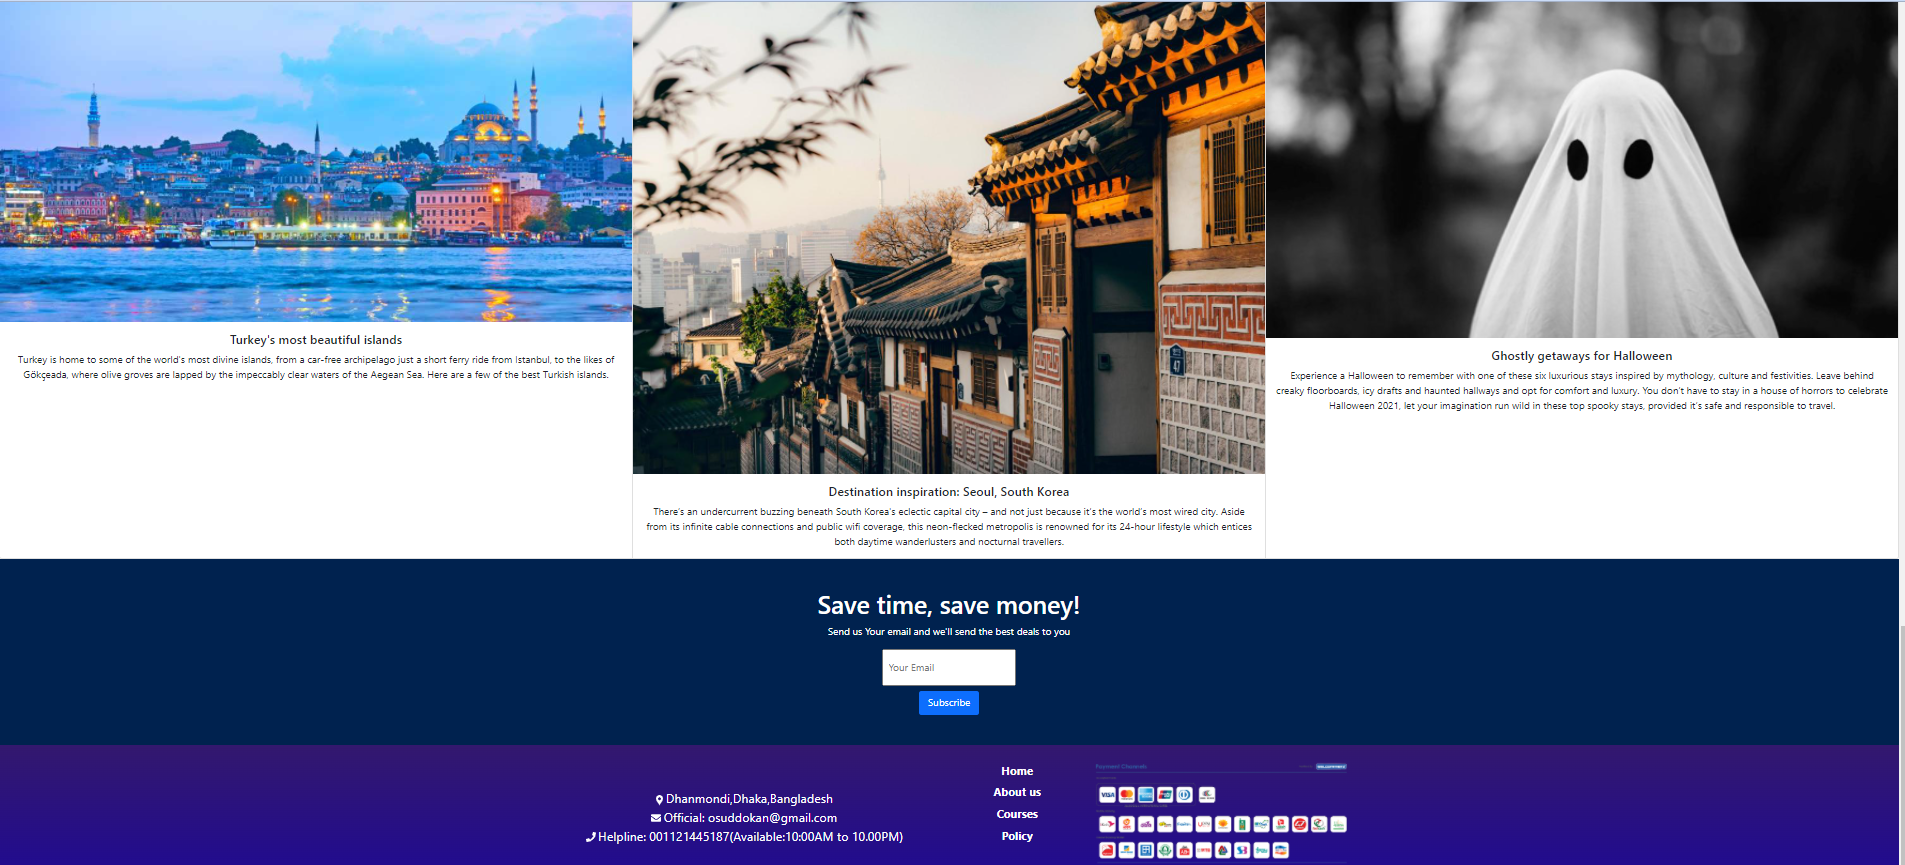 Turkey's most beautiful islands
Turkey is home to some of the world's most divine islands, from a car-free archipelago just a short ferry ride from Istanbul, to the likes of
Gökçeada, where olive groves are lapped by the impeccably clear waters of the Aegean Sea. Here are a few of the best Turkish islands.
47
Destination inspiration: Seoul, South Korea
There's an undercurrent buzzing beneath South Korea's eclectic capital city – and not just because it's the world's most wired city. Aside
from its infinite cable connections and public wifi coverage, this neon-flecked metropolis is renowned for its 24-hour lifestyle which entices
both daytime wanderlusters and nocturnal travellers.
Ghostly getaways for Halloween
Experience a Halloween to remember with one of these six luxurious stays inspired by mythology, culture and festivities. Leave behind
creaky floorboards, icy drafts and haunted hallways and opt for comfort and luxury. You don't have to stay in a house of horrors to celebrate
Halloween 2021, let your imagination run wild in these top spooky stays, provided it's safe and responsible to travel.
Save time, save money!
Send us Your email and we'll send the best deals to you
Your Email
Subscribe
Dhanmondi,Dhaka,Bangladesh
Official: osuddokan@gmail.com
Helpline: 001121445187(Available:10:00AM to 10.00PM)
Home
About us
Courses
Policy
Payment Channels
VISA